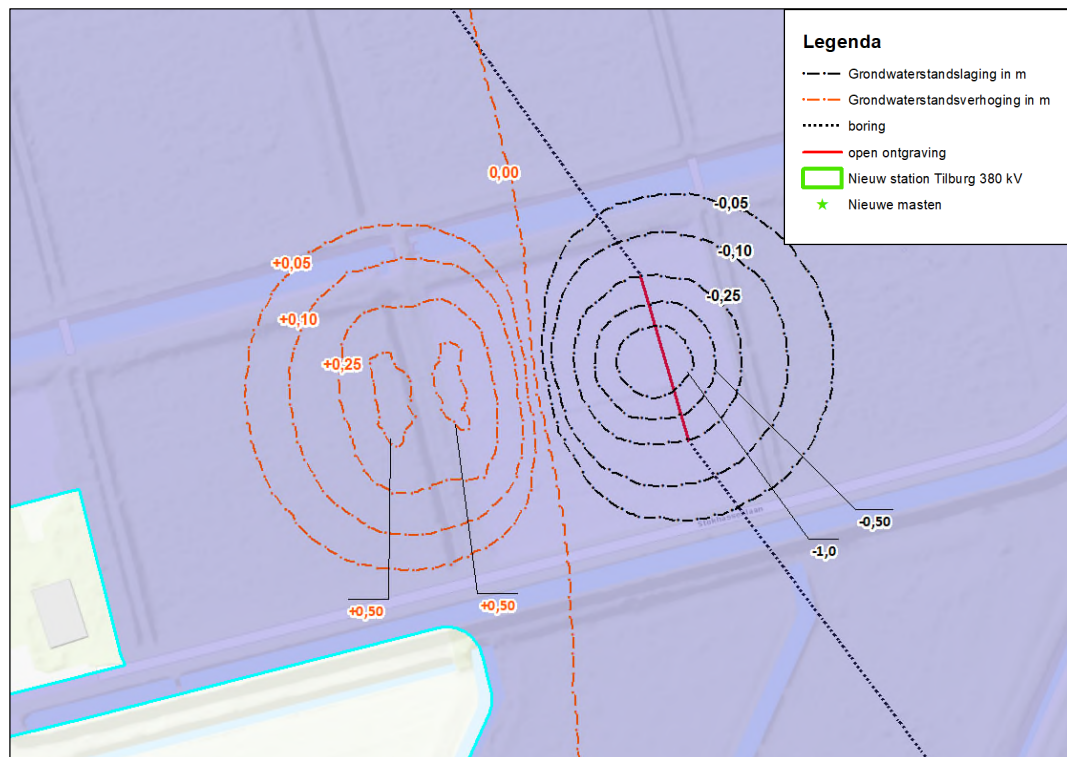 Legenda
Grondwaterstandslaging in m
Grondwaterstandsverhoging in m
boring
open ontgraving
Nieuw station Tilburg 380 kV
Nieuwe masten
0,00
-0,05
-0,10
-0,25
+0,05
+0,10
+0,25
-0,50
-1,0
+0,50
+0,50